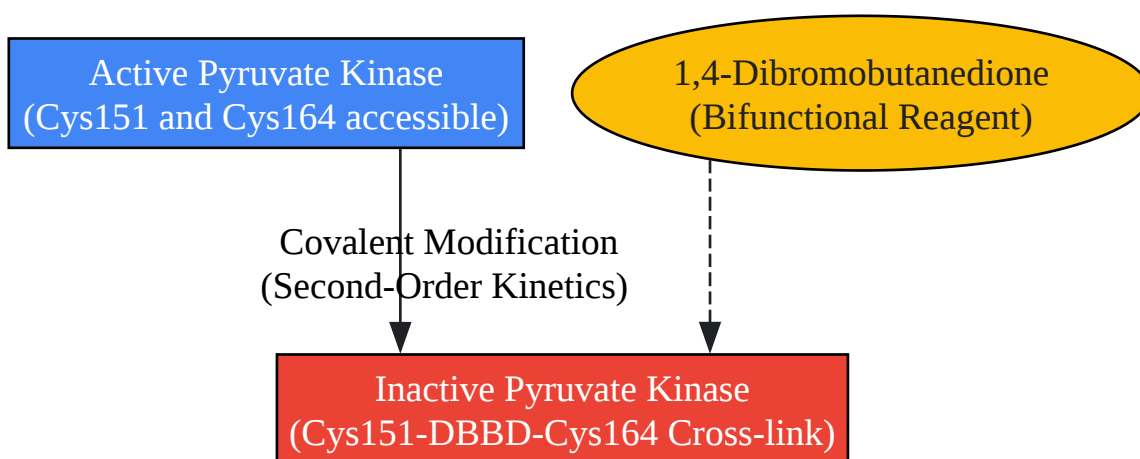 Active Pyruvate Kinase
(Cys151 and Cys164 accessible)
1,4-Dibromobutanedione
(Bifunctional Reagent)
Covalent Modification
(Second-Order Kinetics)
Inactive Pyruvate Kinase
(Cys151-DBBD-Cys164 Cross-link)